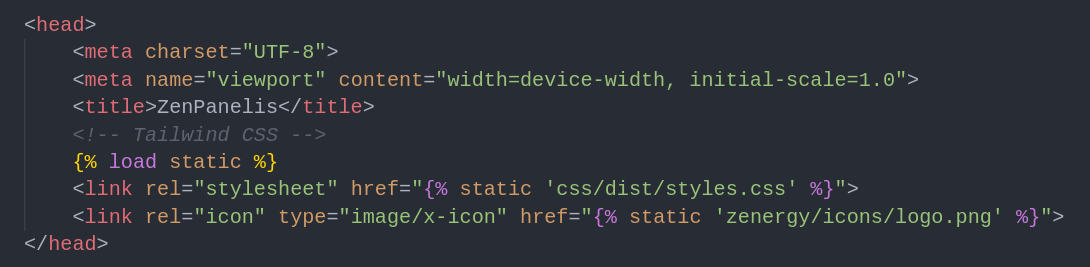 <head>
    <meta charset="UTF-8">
    <meta name="viewport" content="width=device-width, initial-scale=1.0">
    <title>ZenPanelis</title>
    <!-- Tailwind CSS -->
    {% load static %}
    <link rel="stylesheet" href="{% static 'css/dist/styles.css' %}">
    <link rel="icon" type="image/x-icon" href="{% static 'zenergy/icons/logo.png' %}">
</head>